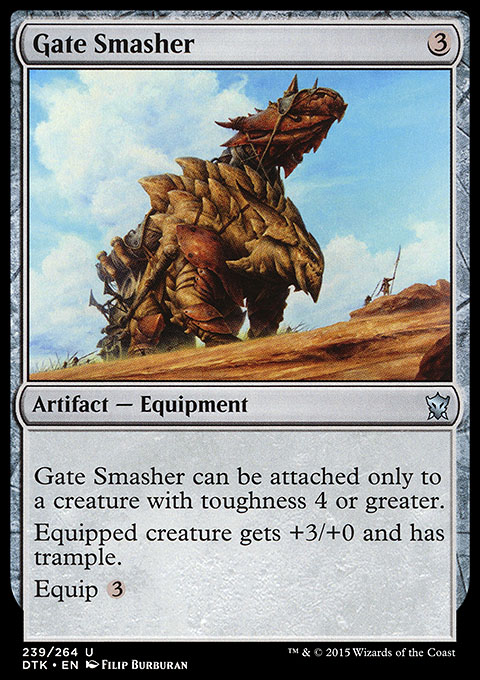 Gate Smasher 3
Artifact — Equipment
Gate Smasher can be attached only to
a creature with toughness 4 or greater.
Equipped creature gets +3/+0 and has
trample.
Equip 3
239/264 U
DTK • EN Filip Burburan
™ & © 2015 Wizards of the Coast